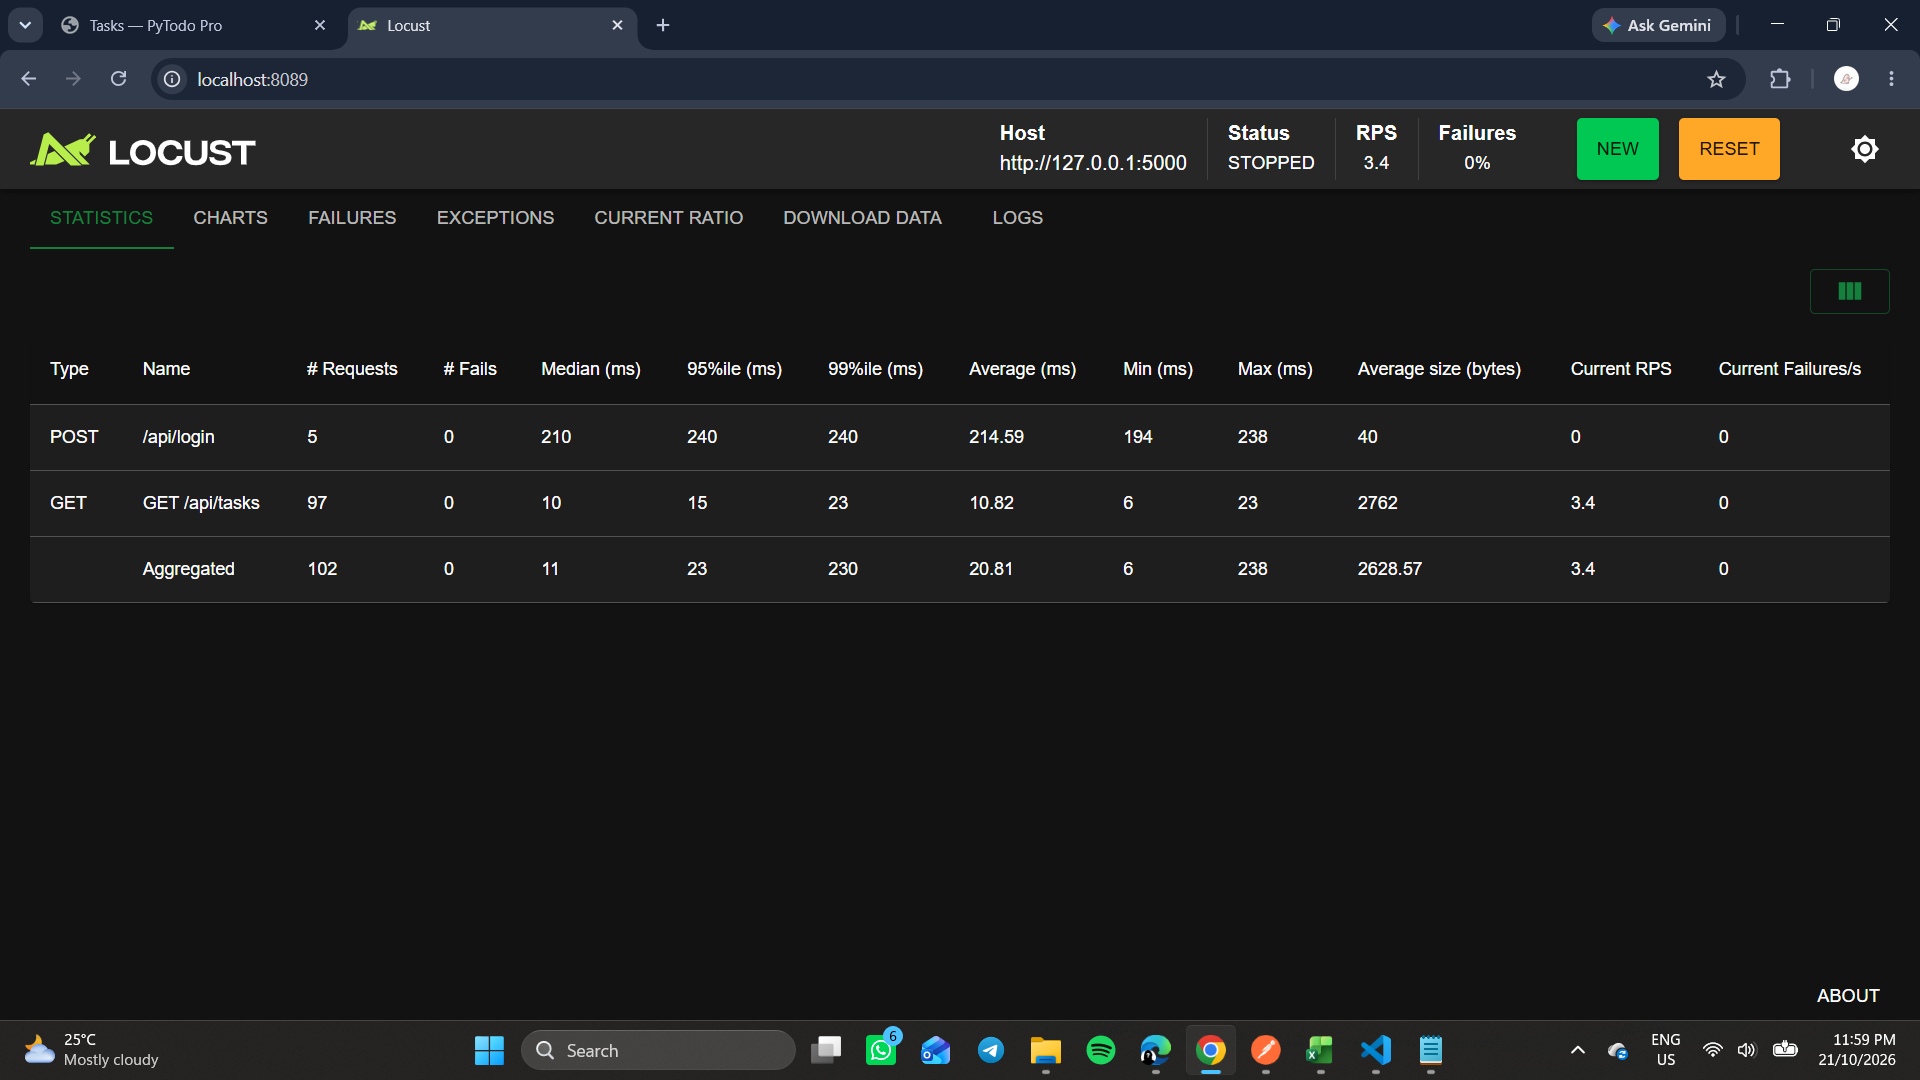 Tasks — PyTodo Pro
Locust
Ask Gemini
localhost:8089
LOCUST
Host
http://127.0.0.1:5000
Status
STOPPED
RPS
3.4
Failures
0%
NEW
RESET
STATISTICS CHARTS FAILURES EXCEPTIONS CURRENT RATIO DOWNLOAD DATA LOGS
Type Name # Requests # Fails Median (ms) 95%ile (ms) 99%ile (ms) Average (ms) Min (ms) Max (ms) Average size (bytes) Current RPS Current Failures/s
POST /api/login 5 0 210 240 240 214.59 194 238 40 0 0
GET GET /api/tasks 97 0 10 15 23 10.82 6 23 2762 3.4 0
Aggregated 102 0 11 23 230 20.81 6 238 2628.57 3.4 0
ABOUT
25°C
Mostly cloudy
Search
6
ENG
US
11:59 PM
21/10/2026